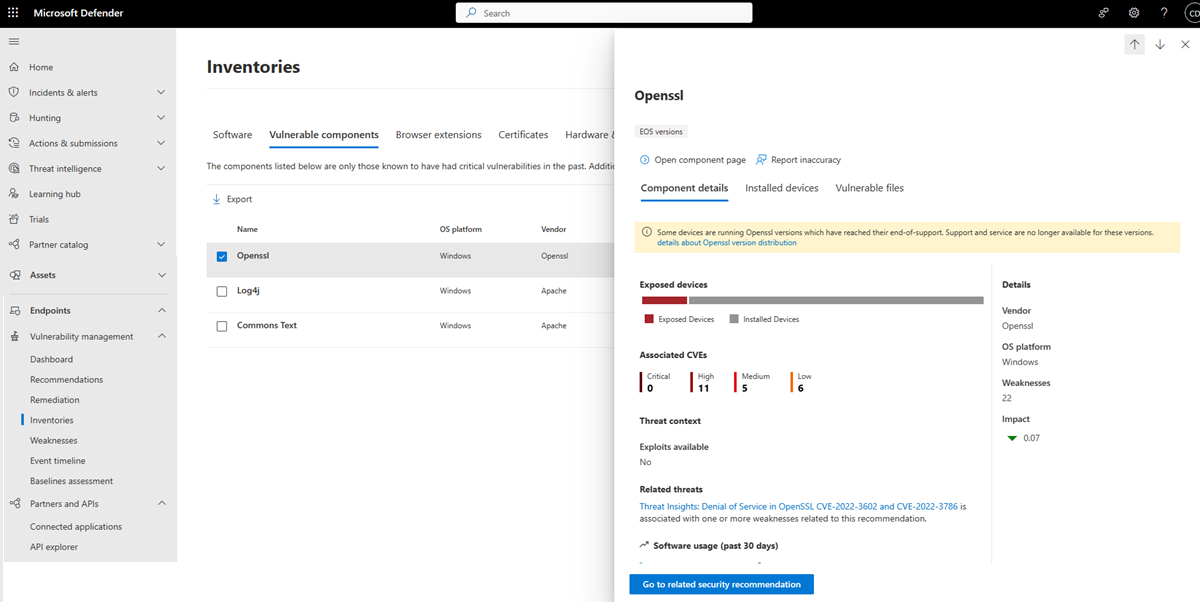 Microsoft Defender
Search
CD
Home
Incidents & alerts
Hunting
Actions & submissions
Threat intelligence
Learning hub
Trials
Partner catalog
Assets
Endpoints
Vulnerability management
Dashboard
Recommendations
Remediation
Inventories
Weaknesses
Event timeline
Baselines assessment
Partners and APIs
Connected applications
API explorer
Inventories
Software Vulnerable components Browser extensions Certificates Hardware &
The components listed below are only those known to have had critical vulnerabilities in the past. Additio
Export
Name OS platform Vendor
Openssl Windows Openssl
Log4j Windows Apache
Commons Text Windows Apache
Openssl
EOS versions
Open component page Report inaccuracy
Component details Installed devices Vulnerable files
Some devices are running Openssl versions which have reached their end-of-support. Support and service are no longer available for these versions.
details about Openssl version distribution
Exposed devices
Exposed Devices Installed Devices
Associated CVEs
Critical High Medium Low
0 11 5 6
Threat context
Exploits available
No
Related threats
Threat Insights: Denial of Service in OpenSSL CVE-2022-3602 and CVE-2022-3786 is
associated with one or more weaknesses related to this recommendation.
Software usage (past 30 days)
Details
Vendor
Openssl
OS platform
Windows
Weaknesses
22
Impact
0.07
Go to related security recommendation